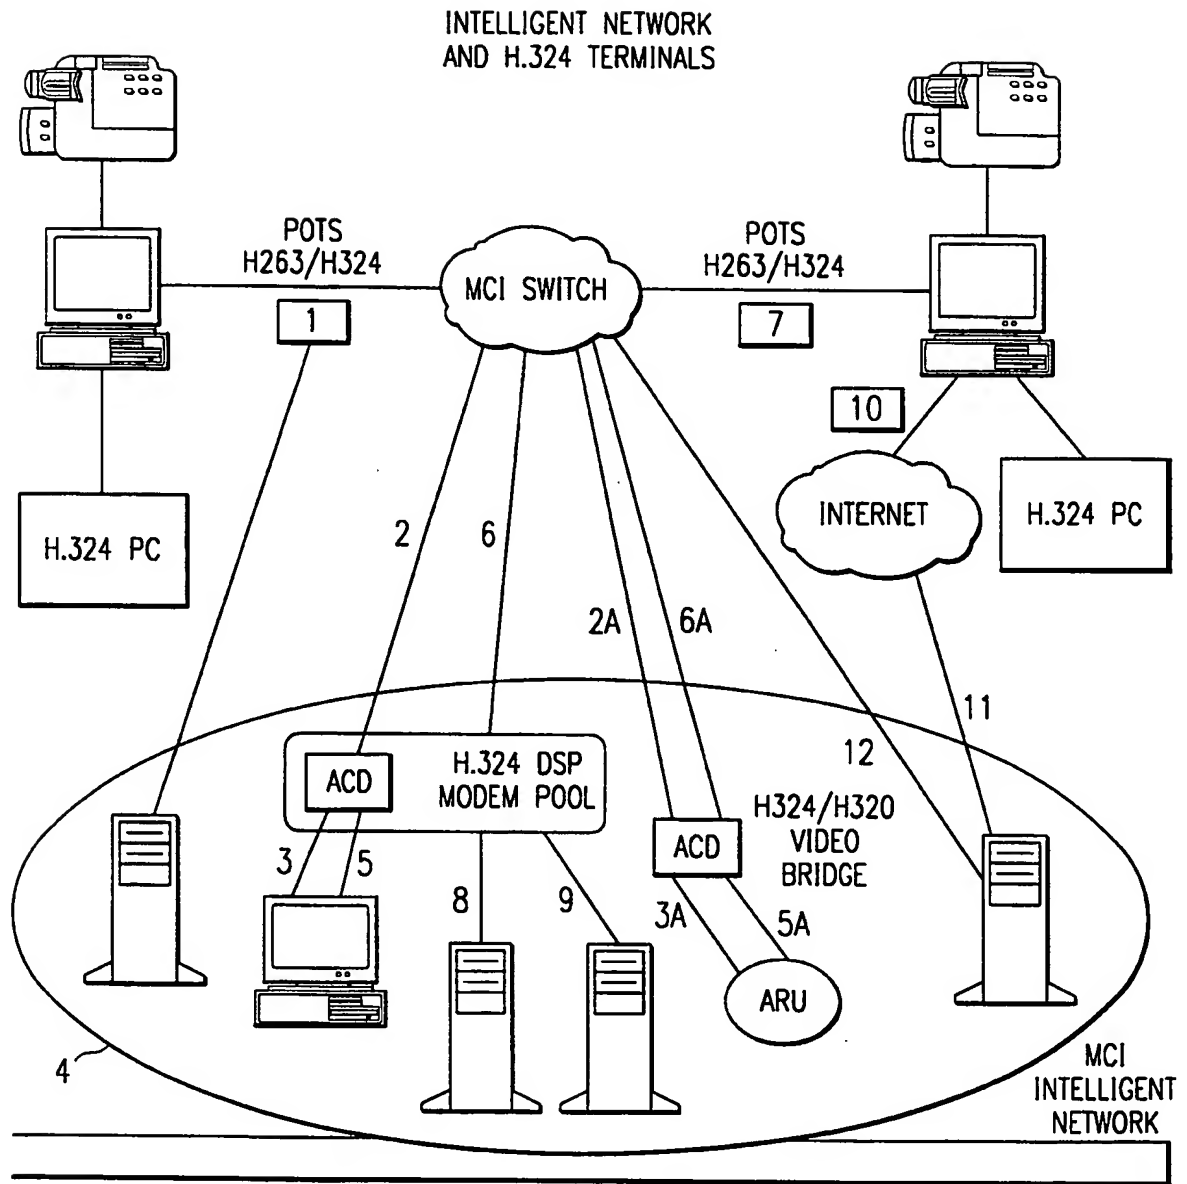 INTELLIGENT NETWORK
AND H.324 TERMINALS
POTS
H263/H324
1
MCI SWITCH
POTS
H263/H324
7
10
H.324 PC
INTERNET
H.324 PC
2
6
2A
6A
11
12
ACD
H.324 DSP
MODEM POOL
ACD
H324/H320
VIDEO
BRIDGE
3
5
8
9
3A
5A
ARU
4
MCI
INTELLIGENT
NETWORK